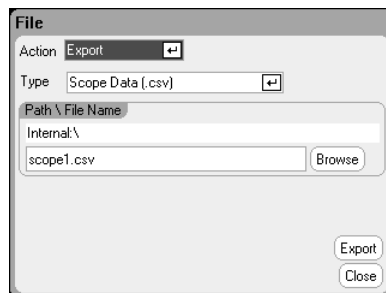 File
Action Export
Type Scope Data (.csv)
Path \ File Name
Internal:\
scope1.csv Browse
Export
Close